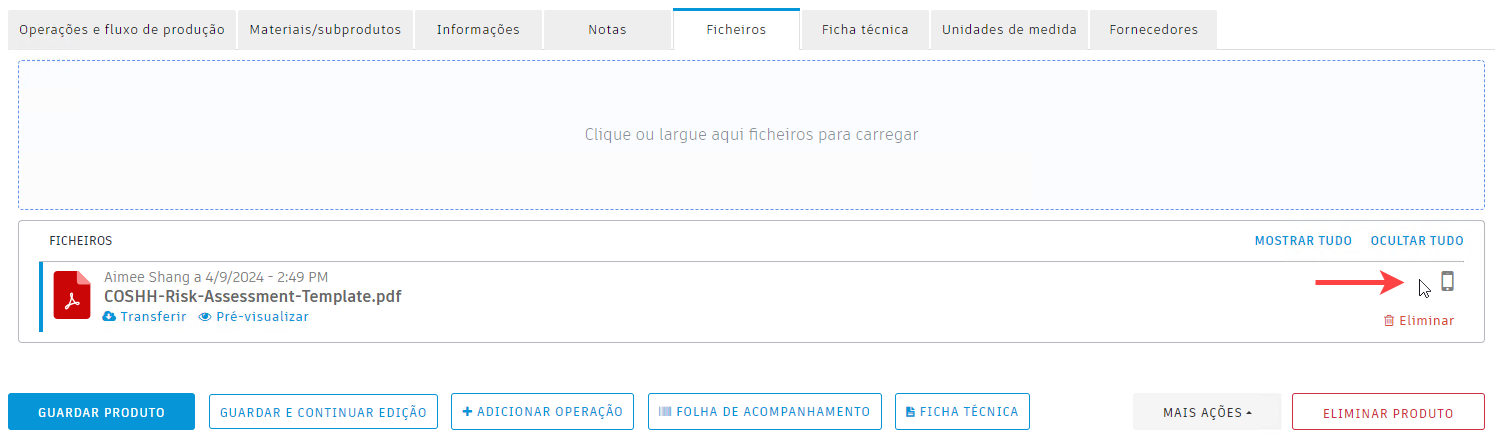 Operações e fluxo de produção
Materiais/subprodutos
Informações
Notas
Ficheiros
Ficha técnica
Unidades de medida
Fornecedores
Clique ou largue aqui ficheiros para carregar
FICHEIROS
MOSTRAR TUDO
OCULTAR TUDO
Aimee Shang a 4/9/2024 - 2:49 PM
COSHH-Risk-Assessment-Template.pdf
Transferir
Pré-visualizar
Eliminar
GUARDAR PRODUTO
GUARDAR E CONTINUAR EDIÇÃO
ADICIONAR OPERAÇÃO
FOLHA DE ACOMPANHAMENTO
FICHA TÉCNICA
MAIS AÇÕES
ELIMINAR PRODUTO